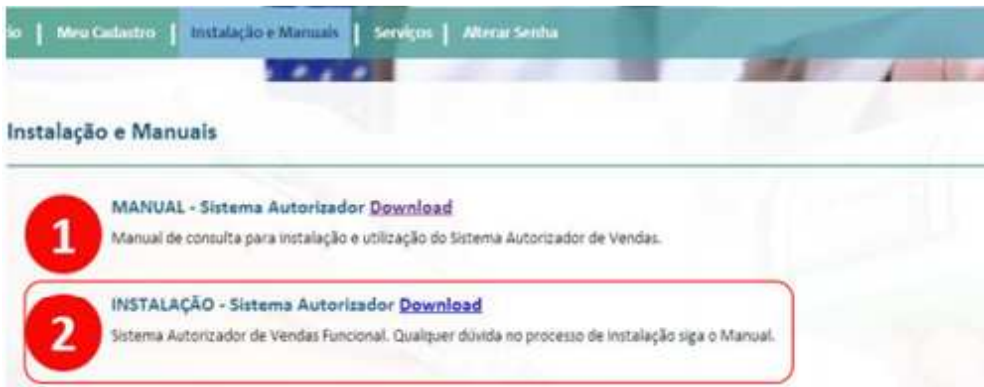 | Meu Cadastro | Instalação e Manuais | Serviços | Alterar Senha
Instalação e Manuais
1
MANUAL - Sistema Autorizador Download
Manual de consulta para instalação e utilização do Sistema Autorizador de Vendas.
2
INSTALAÇÃO - Sistema Autorizador Download
Sistema Autorizador de Vendas Funcional. Qualquer dúvida no processo de instalação siga o Manual.